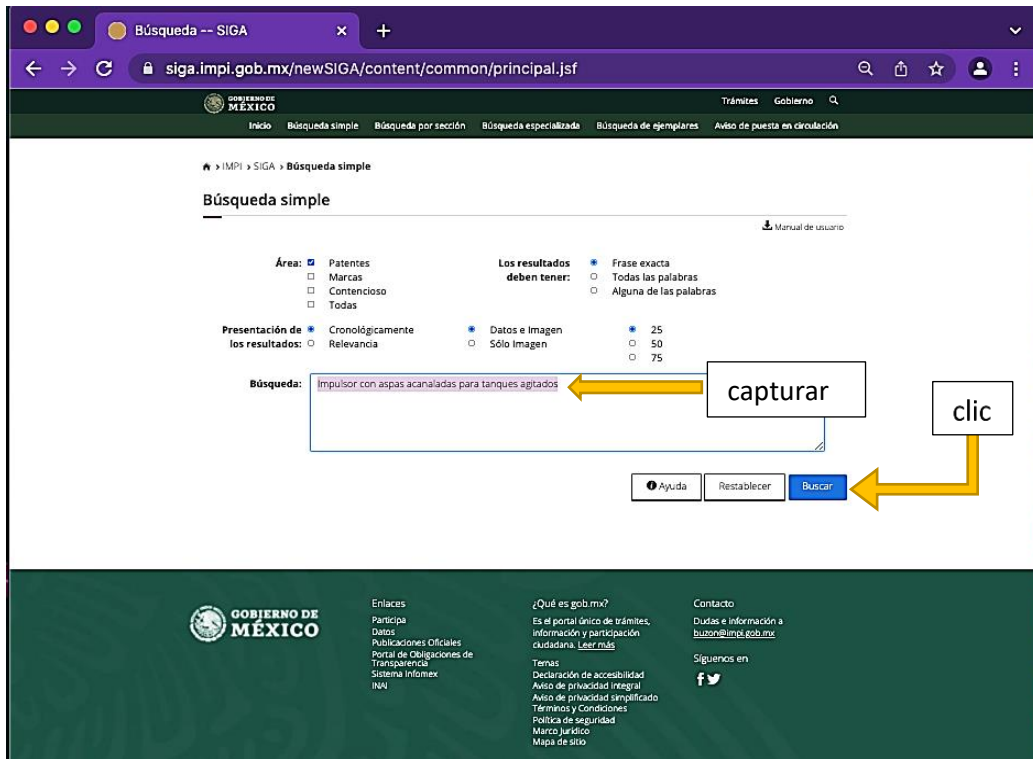 Búsqueda -- SIGA
siga.impi.gob.mx/newSIGA/content/common/principal.jsf
GOBIERNO DE
MÉXICO
Trámites Gobierno
Inicio Búsqueda simple Búsqueda por sección Búsqueda especializada Búsqueda de ejemplares Aviso de puesta en circulación
> IMPI > SIGA > Búsqueda simple
Búsqueda simple
Manual de usuario
Área: Patentes
Marcas
Contencioso
Todas
Los resultados
deben tener:
Frase exacta
Todas las palabras
Alguna de las palabras
Presentación de
los resultados:
Cronológicamente
Relevancia
Datos e Imagen
Sólo Imagen
25
50
75
Búsqueda: Impulsor con aspas acanaladas para tanques agitados
capturar
clic
Ayuda Restablecer Buscar
GOBIERNO DE
MÉXICO
Enlaces
Participa
Datos
Publicaciones Oficiales
Portal de Obligaciones de
Transparencia
Sistema Infomex
INAI
¿Qué es gob.mx?
Es el portal único de trámites,
información y participación
ciudadana. Leer más
Temas
Declaración de accesibilidad
Aviso de privacidad integral
Aviso de privacidad simplificado
Términos y Condiciones
Política de seguridad
Marco Jurídico
Mapa de sitio
Contacto
Dudas e información a
buzon@impi.gob.mx
Síguenos en